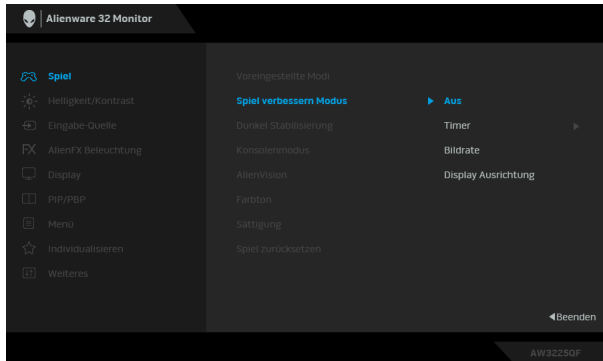 Alienware 32 Monitor
Spiel
Helligkeit/Kontrast
Eingabe-Quelle
FX AlienFX Beleuchtung
Display
PIP/PBP
Menü
Individualisieren
Weiteres
Voreingestellte Modi
Spiel verbessern Modus
Dunkel Stabilisierung
Konsolenmodus
AlienVision
Farbton
Sättigung
Spiel zurücksetzen
Aus
Timer
Bildrate
Display Ausrichtung
Beenden
AW3225QF